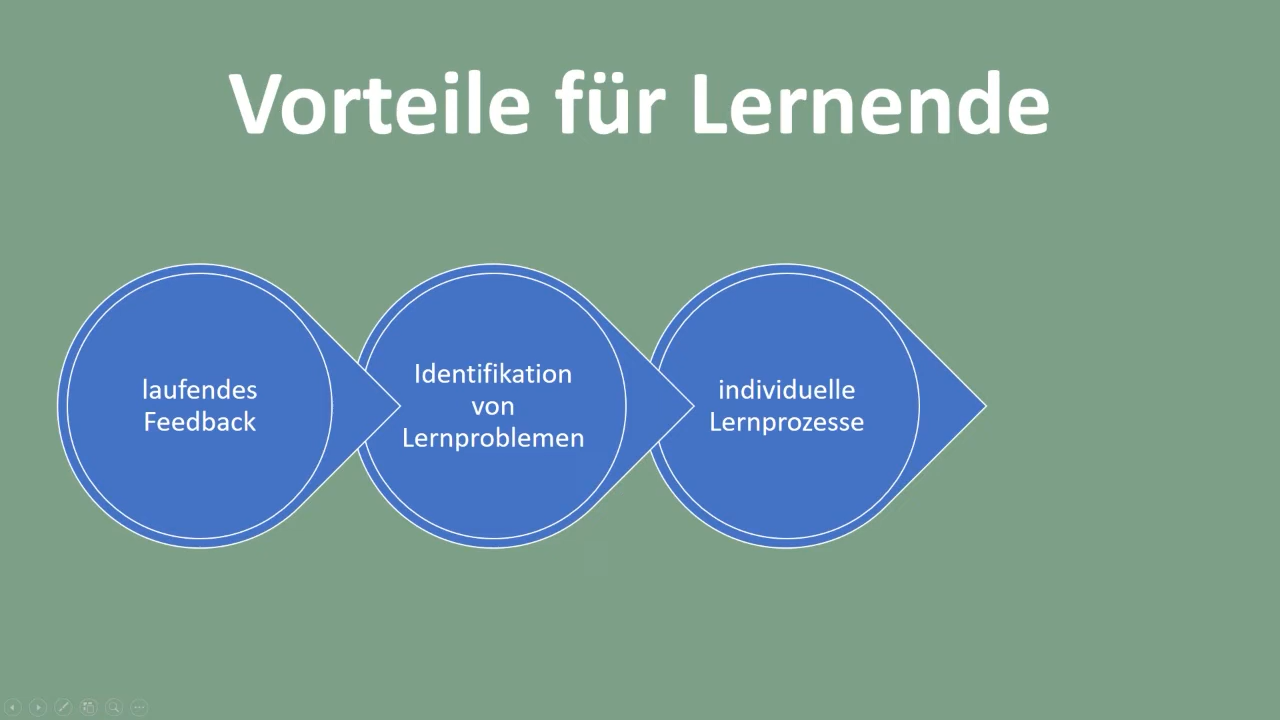 Vorteile für Lernende
laufendes
Feedback
Identifikation
von
Lernproblemen
individuelle
Lernprozesse